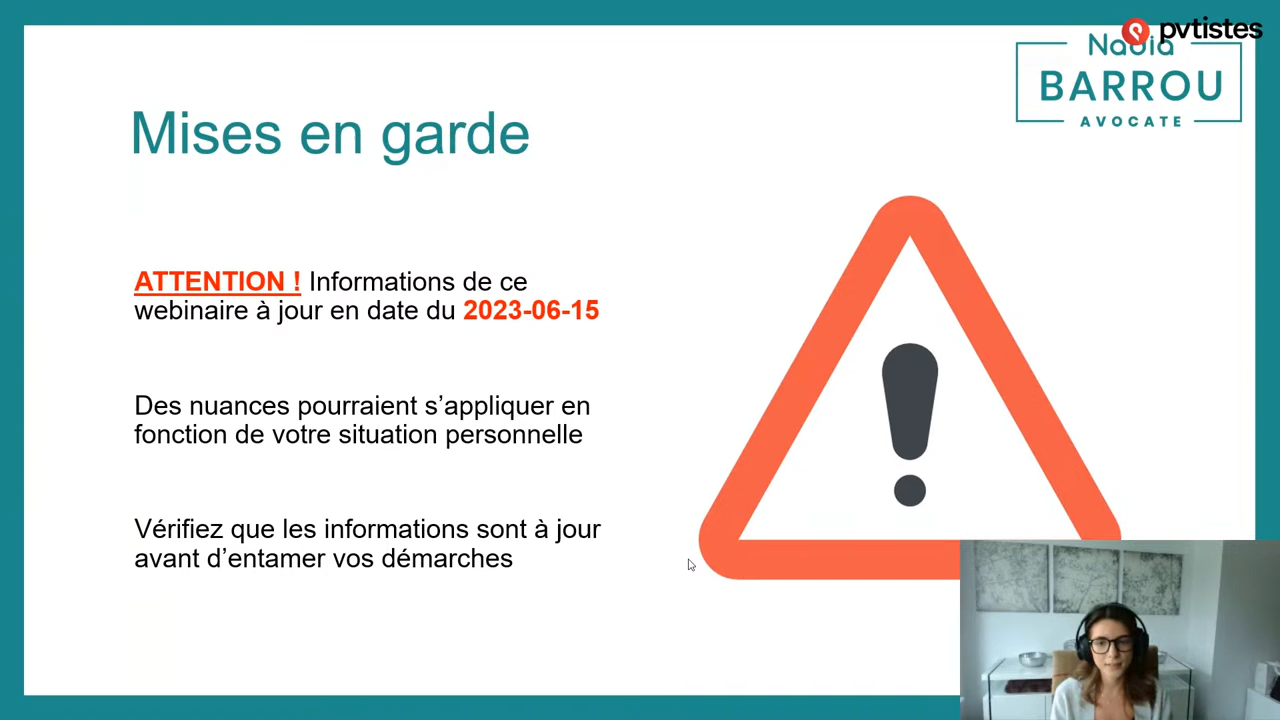 pvtistes
Nadia
BARROU
AVOCATE
Mises en garde
ATTENTION ! Informations de ce
webinaire à jour en date du 2023-06-15
Des nuances pourraient s’appliquer en
fonction de votre situation personnelle
Vérifiez que les informations sont à jour
avant d’entamer vos démarches